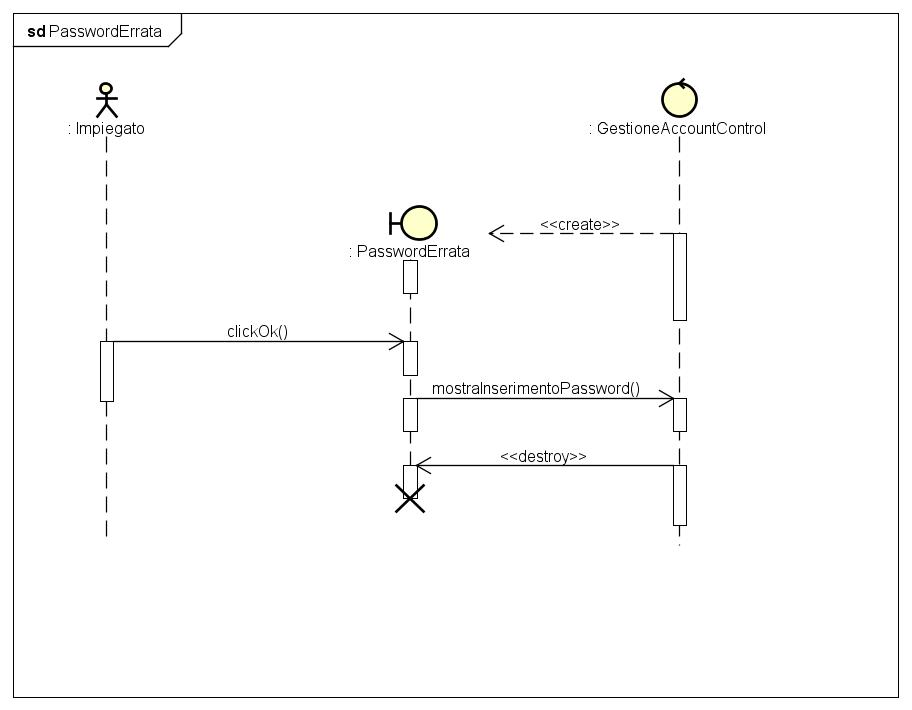 sd PasswordErrata
: Impiegato
: GestioneAccountControl
<<create>>
: PasswordErrata
clickOk()
mostraInserimentoPassword()
<<destroy>>